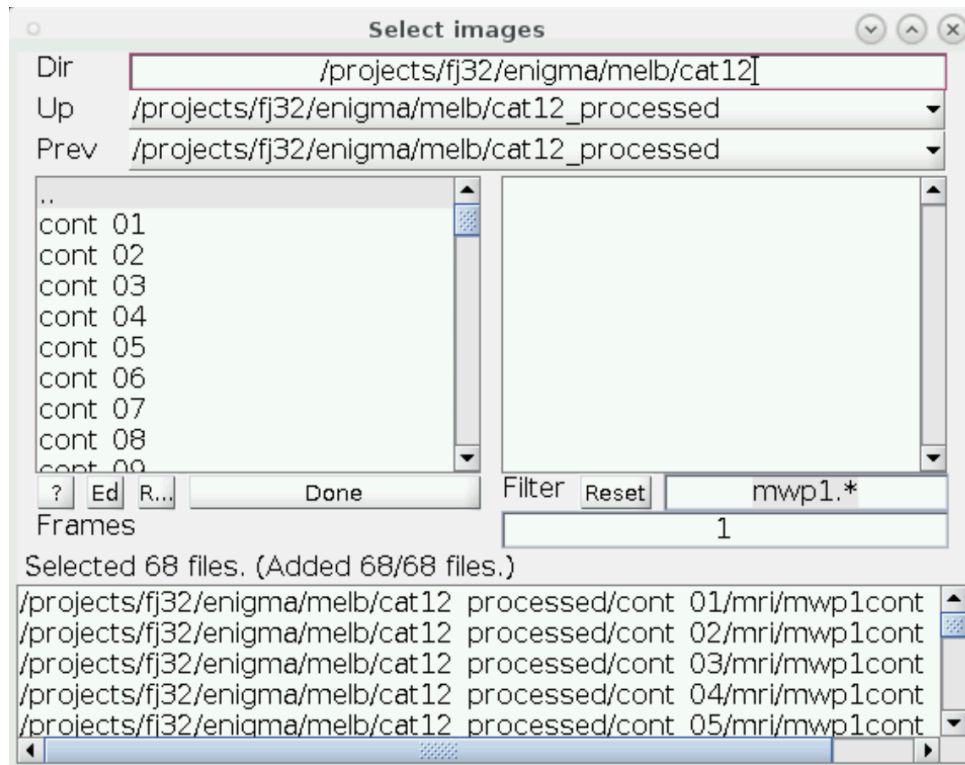 Select images
Dir /projects/fj32/enigma/melb/cat12
Up /projects/fj32/enigma/melb/cat12_processed
Prev /projects/fj32/enigma/melb/cat12_processed
..
cont 01
cont 02
cont 03
cont 04
cont 05
cont 06
cont 07
cont 08
cont 09
? Ed R... Done
Filter Reset mwp1.*
Frames 1
Selected 68 files. (Added 68/68 files.)
/projects/fj32/enigma/melb/cat12 processed/cont 01/mri/mwp1cont
/projects/fj32/enigma/melb/cat12 processed/cont 02/mri/mwp1cont
/projects/fj32/enigma/melb/cat12 processed/cont 03/mri/mwp1cont
/projects/fj32/enigma/melb/cat12 processed/cont 04/mri/mwp1cont
/projects/fj32/enigma/melb/cat12 processed/cont 05/mri/mwp1cont